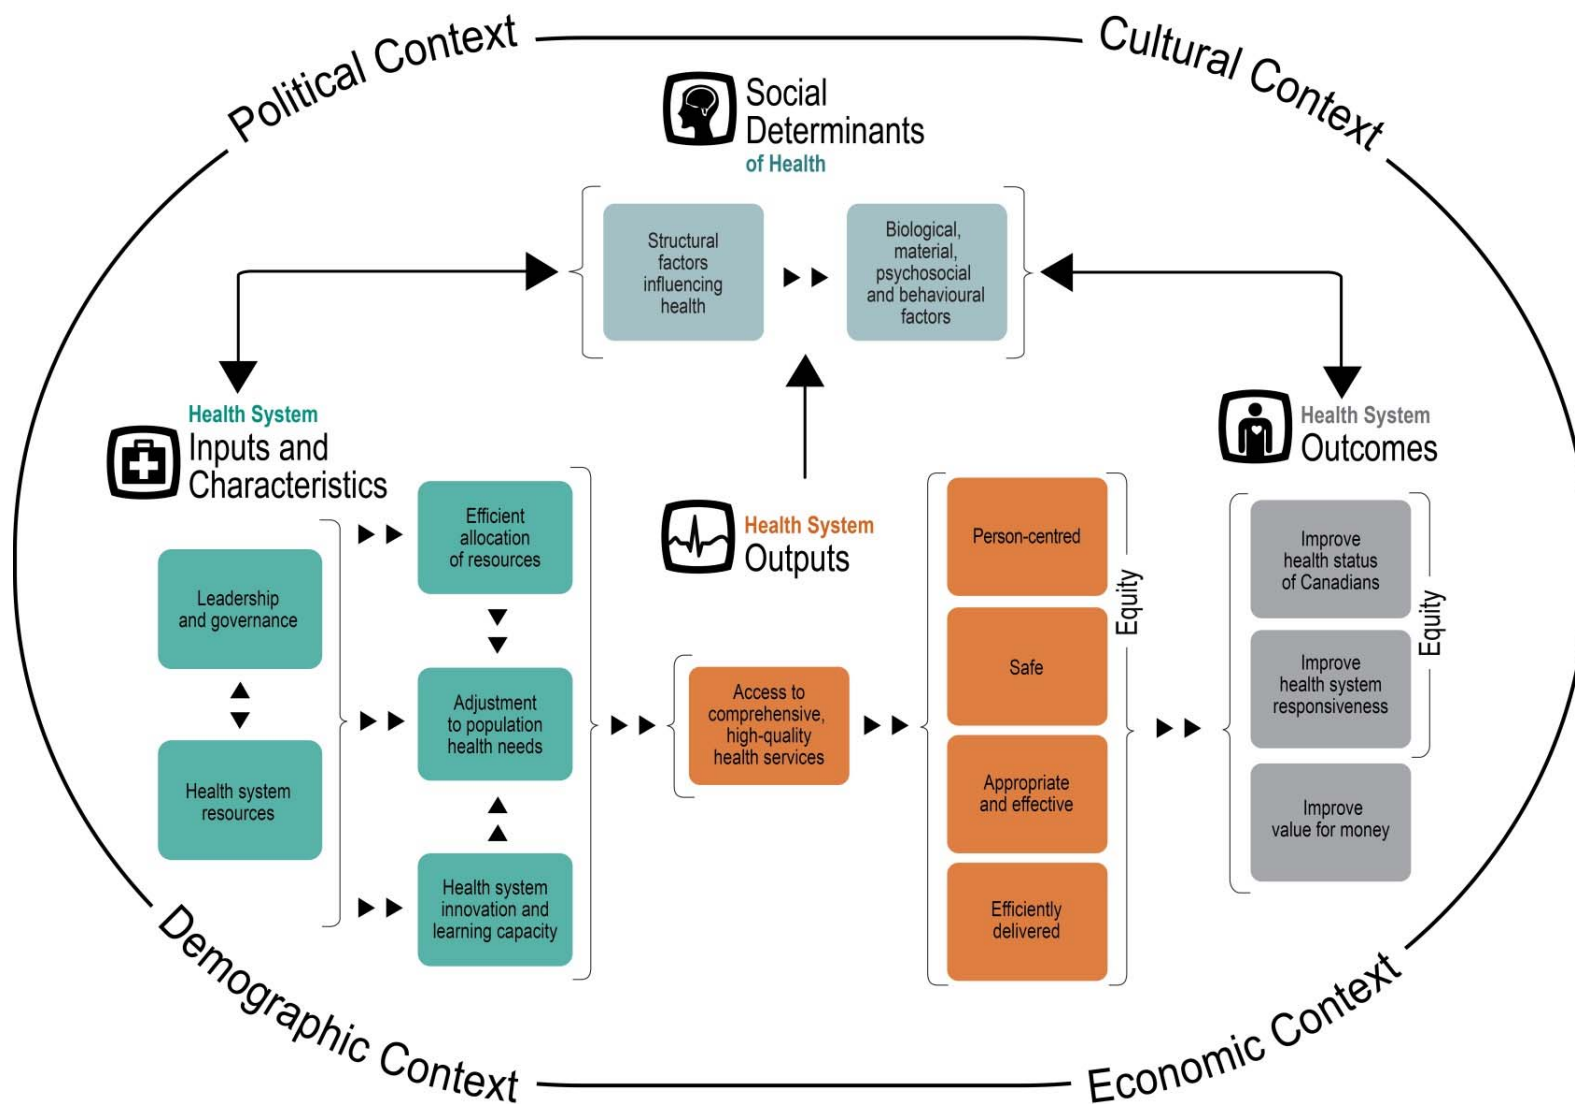 Political Context
Cultural Context
Social
Determinants
of Health
Structural
factors
influencing
health
Biological,
material,
psychosocial
and behavioural
factors
Health System
Inputs and
Characteristics
Leadership
and governance
Health system
resources
Efficient
allocation
of resources
Adjustment
to population
health needs
Health system
innovation and
learning capacity
Health System
Outputs
Access to
comprehensive,
high-quality
health services
Person-centred
Safe
Appropriate
and effective
Efficiently
delivered
Equity
Health System
Outcomes
Improve
health status
of Canadians
Improve
health system
responsiveness
Improve
value for money
Equity
Demographic Context
Economic Context